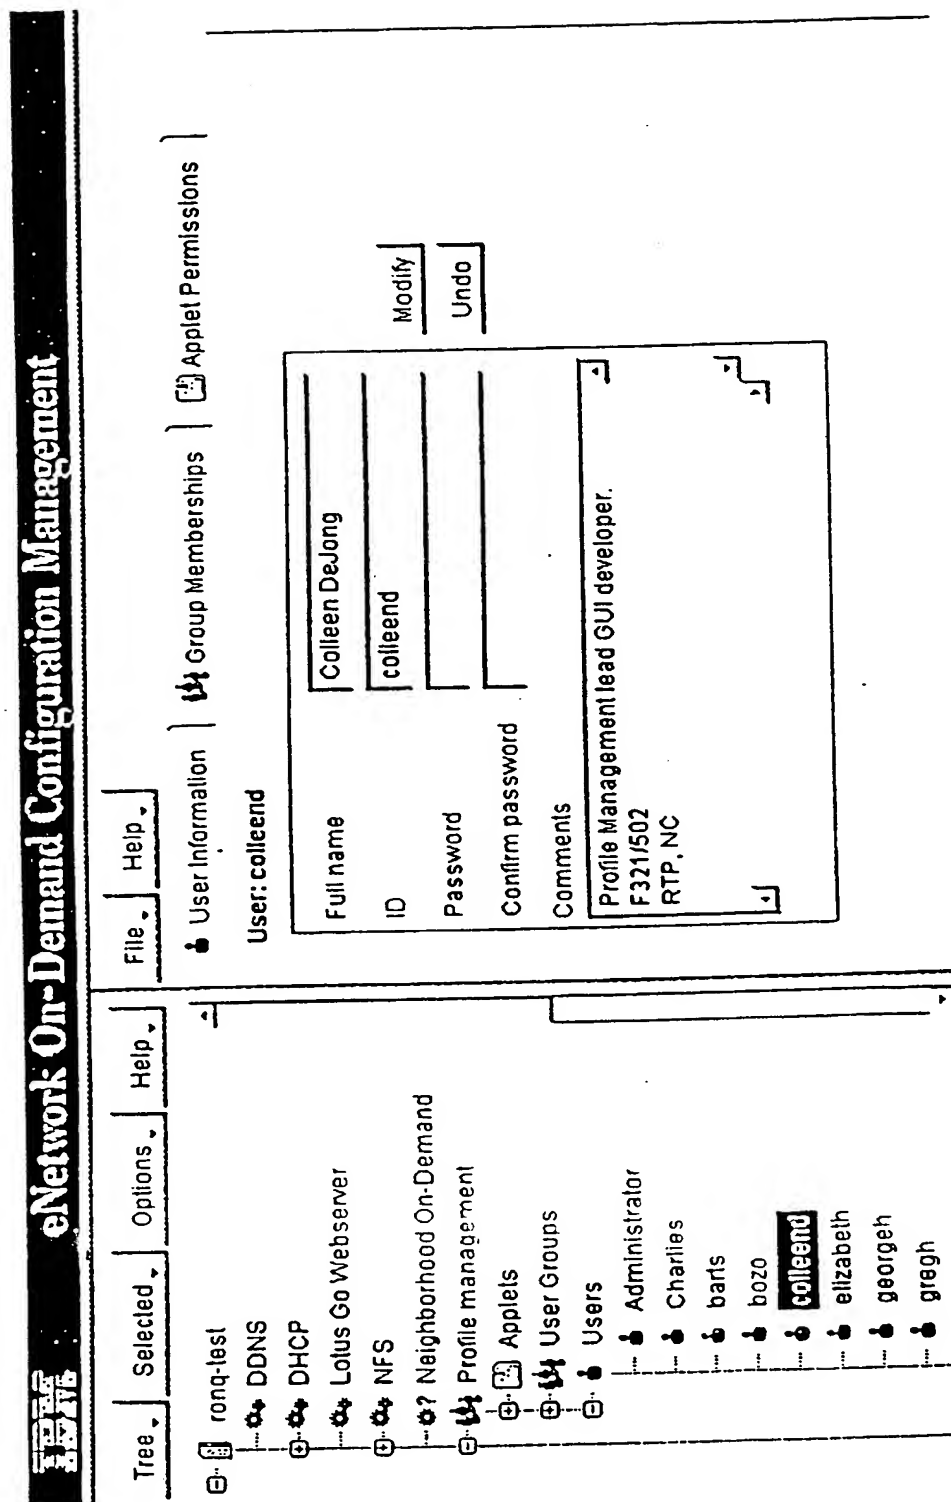 IBM
eNetwork On-Demand Configuration Management
Tree Selected Options Help
ronq-test
DDNS
DHCP
Lotus Go Webserver
NFS
? Neighborhood On-Demand
Profile management
Applets
User Groups
Users
Administrator
Charlies
barts
bozo
colleend
elizabeth
georgeh
gregh
File Help
User Information Group Memberships Applet Permissions
User: colleend
Full name Colleen DeJong
ID colleend
Modify
Password
Undo
Confirm password
Comments
Profile Management lead GUI developer.
F321/502
RTP, NC